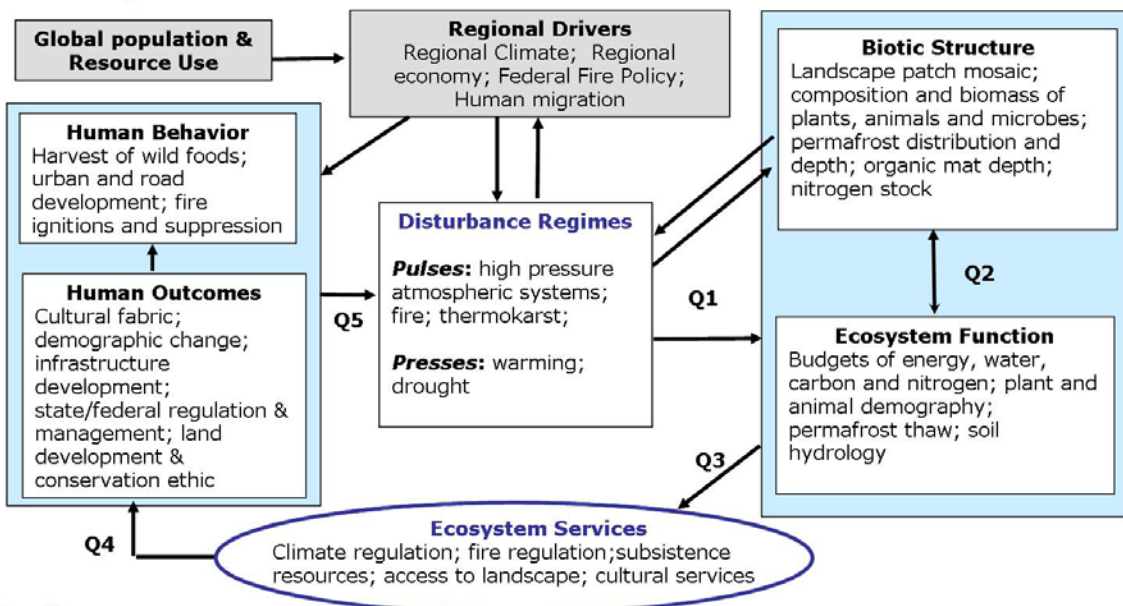 Global population &
Resource Use
Regional Drivers
Regional Climate;  Regional
economy; Federal Fire Policy;
Human migration
Biotic Structure
Landscape patch mosaic;
composition and biomass of
plants, animals and microbes;
permafrost distribution and
depth; organic mat depth;
nitrogen stock
Human Behavior
Harvest of wild foods;
urban and road
development; fire
ignitions and suppression
Disturbance Regimes
Pulses: high pressure
atmospheric systems;
fire; thermokarst;
Presses: warming;
drought
Q1
Q2
Human Outcomes
Cultural fabric;
demographic change;
infrastructure
development;
state/federal regulation &
management; land
development &
conservation ethic
Q5
Ecosystem Function
Budgets of energy, water,
carbon and nitrogen; plant and
animal demography;
permafrost thaw; soil
hydrology
Q3
Q4
Ecosystem Services
Climate regulation; fire regulation;subsistence
resources; access to landscape; cultural services